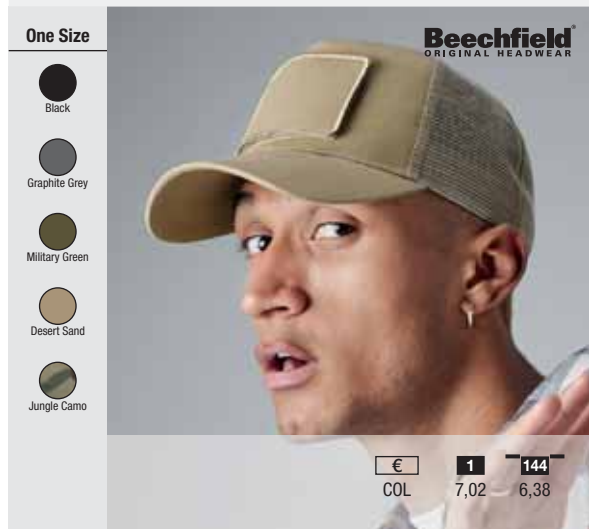 One Size
Black
Graphite Grey
Military Green
Desert Sand
Jungle Camo
Beechfield®
ORIGINAL HEADWEAR
€ 1 144
COL 7,02 6,38